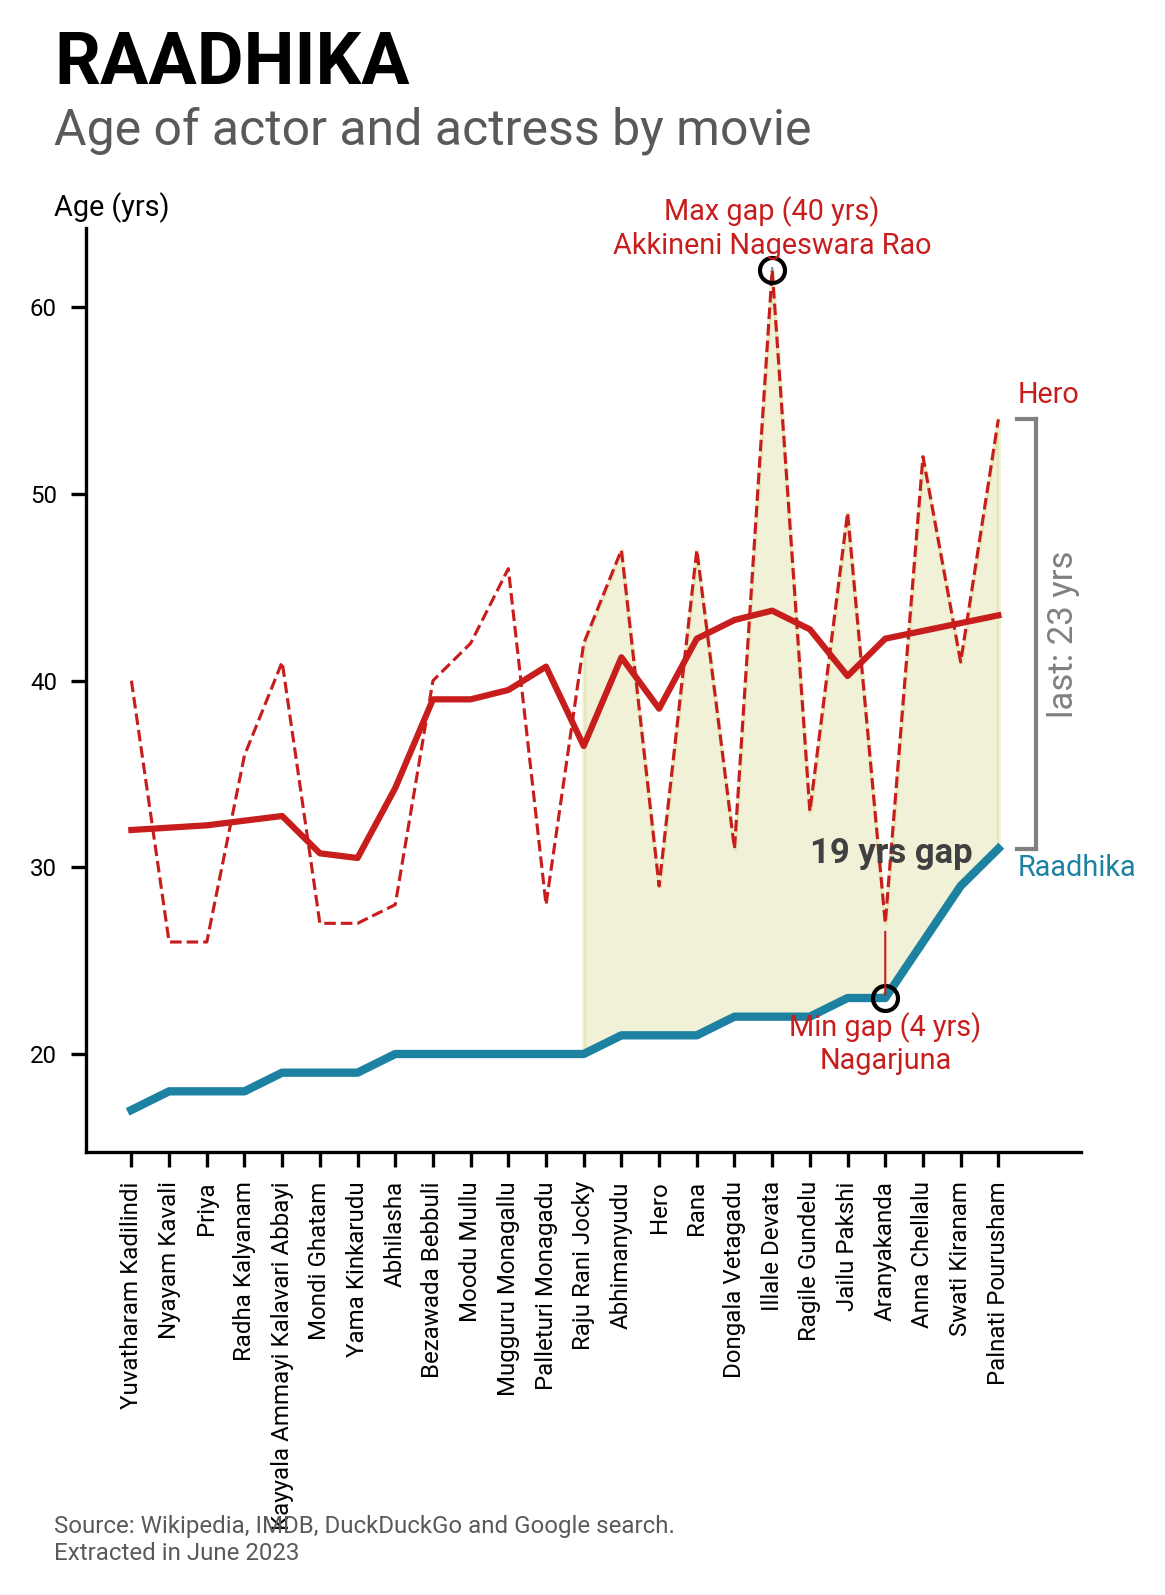 RAADHIKA
Age of actor and actress by movie
Age (yrs)
Max gap (40 yrs)
Akkineni Nageswara Rao
60
50
40
30
20
Hero
last: 23 yrs
19 yrs gap
Raadhika
Min gap (4 yrs)
Nagarjuna
Yuvatharam Kadilindi
Nyayam Kavali
Priya
Radha Kalyanam
Kayyala Ammayi Kalavari Abbayi
Mondi Ghatam
Yama Kinkarudu
Abhilasha
Bezawada Bebbuli
Moodu Mullu
Mugguru Monagallu
Palleturi Monagadu
Raju Rani Jocky
Abhimanyudu
Hero
Rana
Dongala Vetagadu
Illale Devata
Ragile Gundelu
Jailu Pakshi
Aranyakanda
Anna Chellalu
Swati Kiranam
Palnati Pourusham
Source: Wikipedia, IMDB, DuckDuckGo and Google search.
Extracted in June 2023